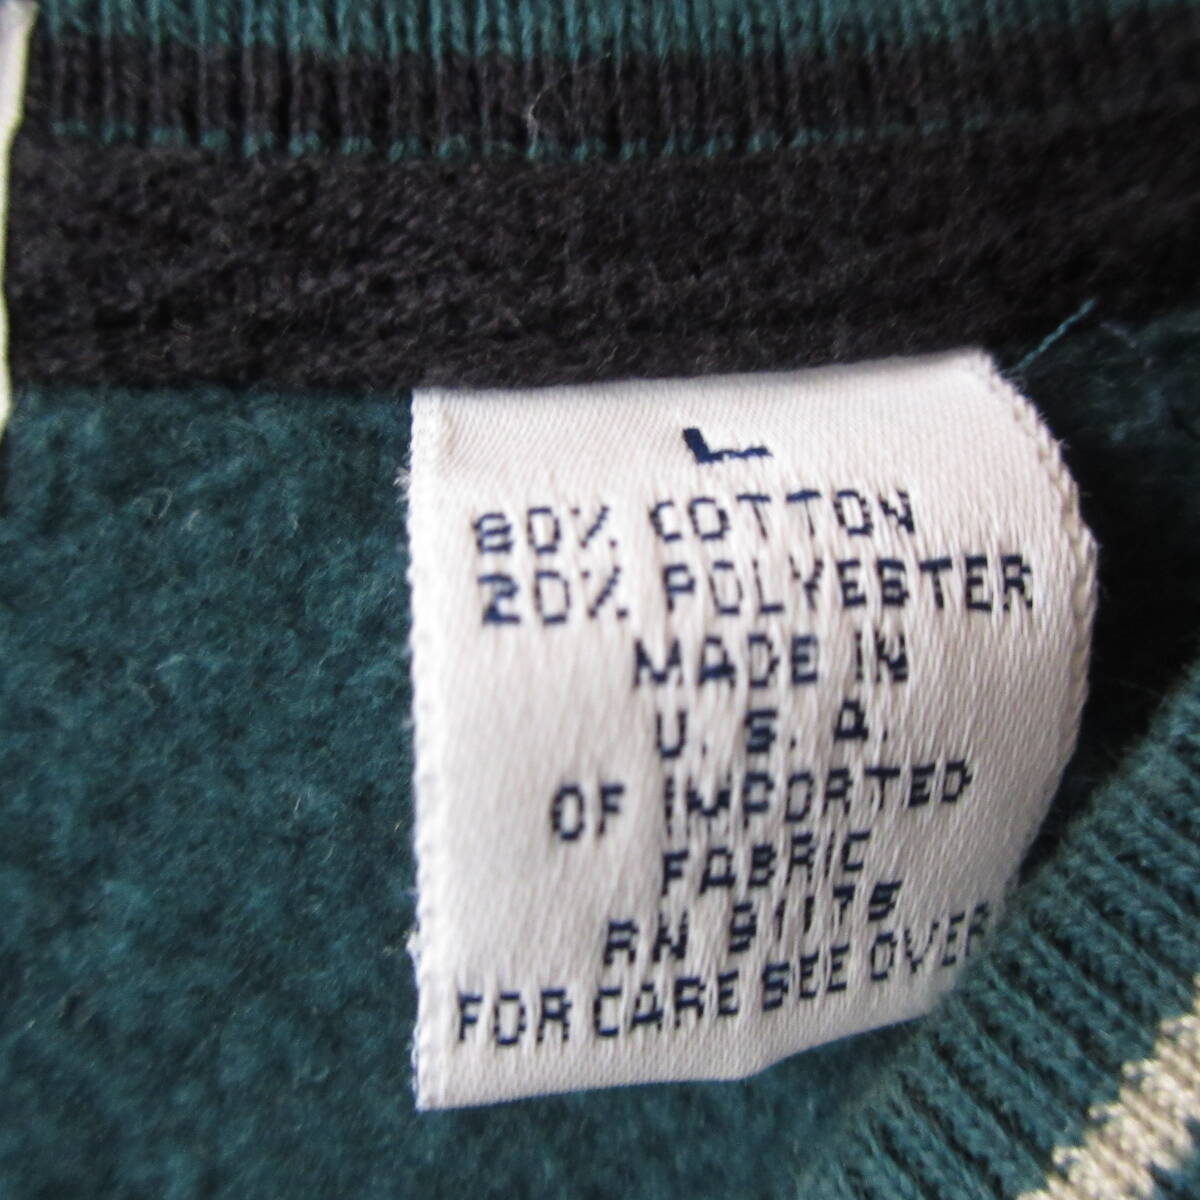 L
80% COTTON
20% POLYESTER
MADE IN
U.S.A.
OF IMPORTED
FABRIC
RN 91175
FOR CARE SEE OVER